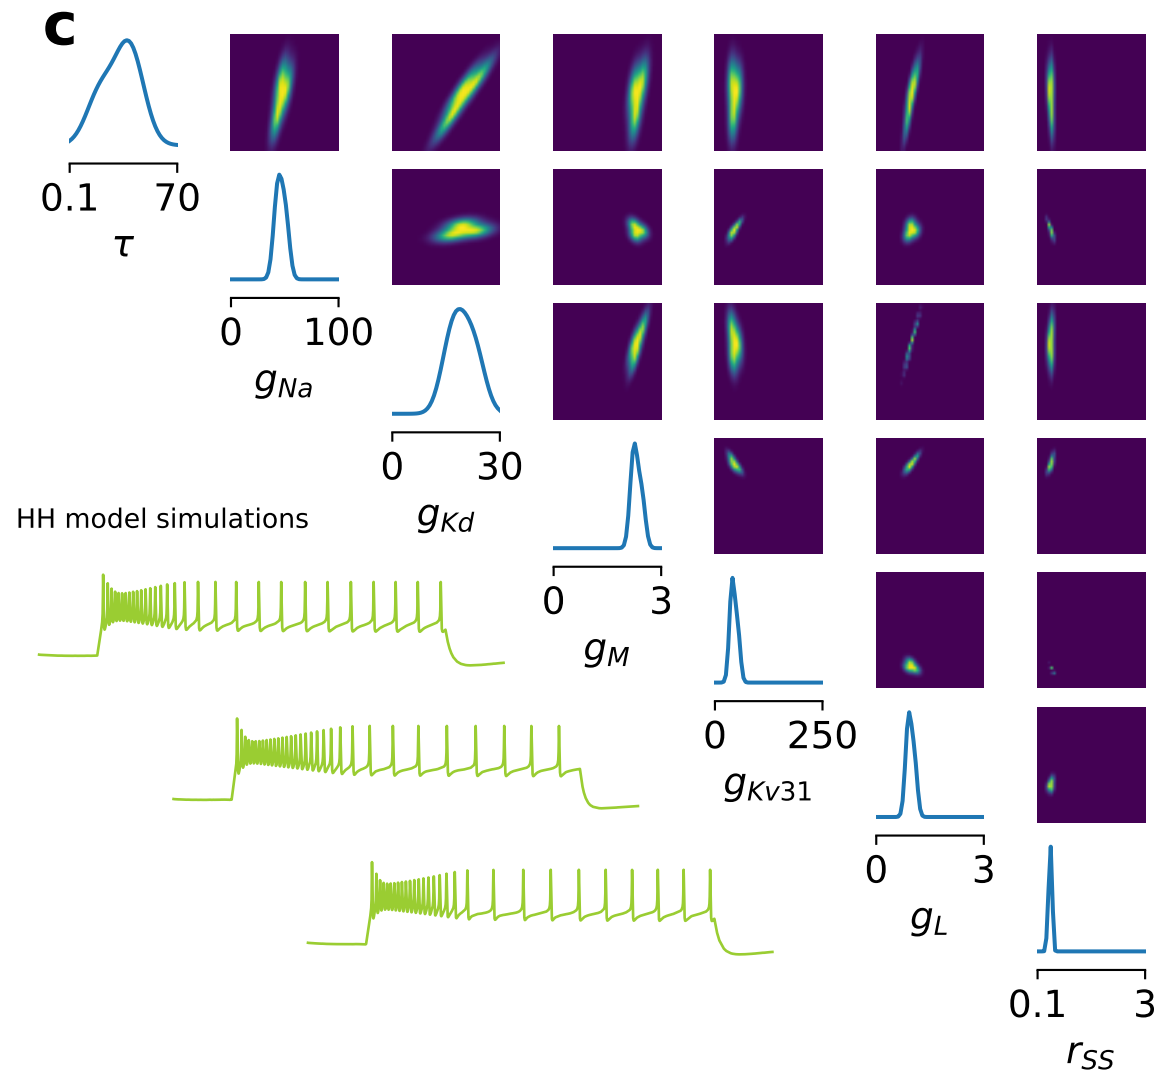 c
0.1 70
τ
0 100
g_Na
0 30
g_Kd
HH model simulations
0 3
g_M
0 250
g_Kv31
0 3
g_L
0.1 3
r_SS